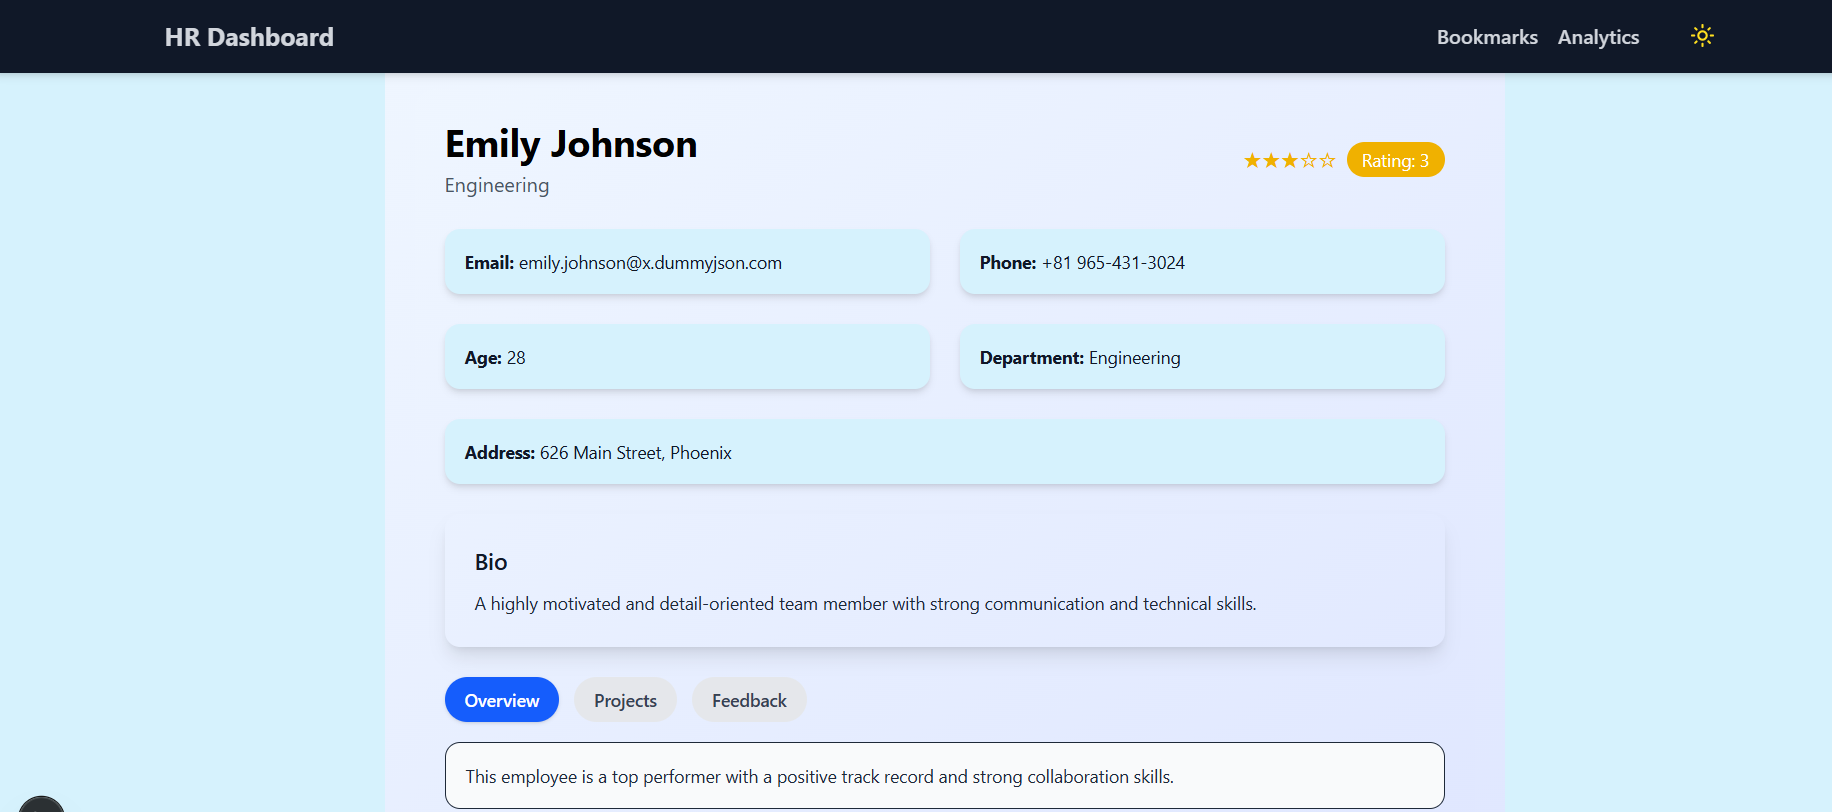 HR Dashboard
Bookmarks Analytics
Emily Johnson
Engineering
★★★☆☆ Rating: 3
Email: emily.johnson@x.dummyjson.com
Phone: +81 965-431-3024
Age: 28
Department: Engineering
Address: 626 Main Street, Phoenix
Bio
A highly motivated and detail-oriented team member with strong communication and technical skills.
Overview Projects Feedback
This employee is a top performer with a positive track record and strong collaboration skills.